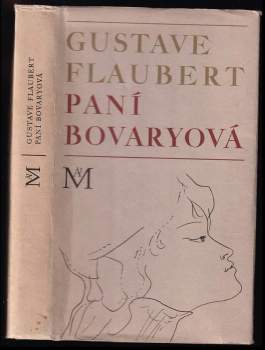 GUSTAVE
FLAUBERT
PANÍ
BOVARYOVÁ
M
GUSTAVE FLAUBERT
PANÍ BOVARYOVÁ
M